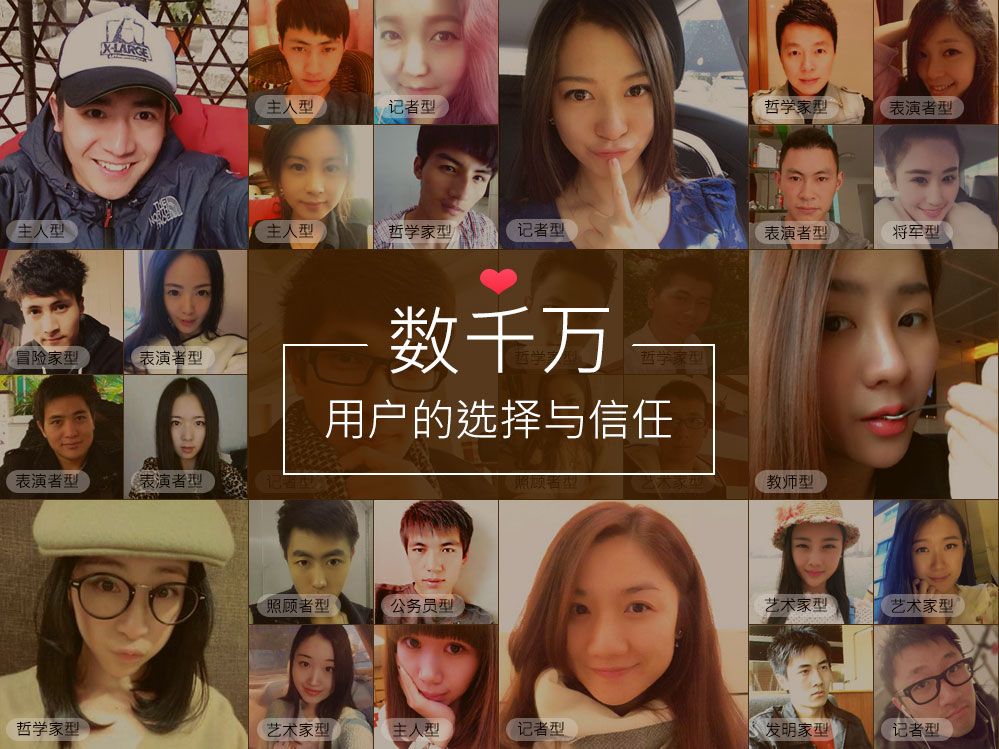 X-LARGE
THE NORTH FACE
主人型
主人型
记者型
主人型
哲学家型
记者型
哲学家型
表演者型
表演者型
将军型
冒险家型
表演者型
表演者型
表演者型
数千万
用户的选择与信任
哲学家型
哲学家型
记者型
照顾者型
艺术家型
教师型
哲学家型
照顾者型
公务员型
艺术家型
主人型
记者型
艺术家型
艺术家型
发明家型
记者型